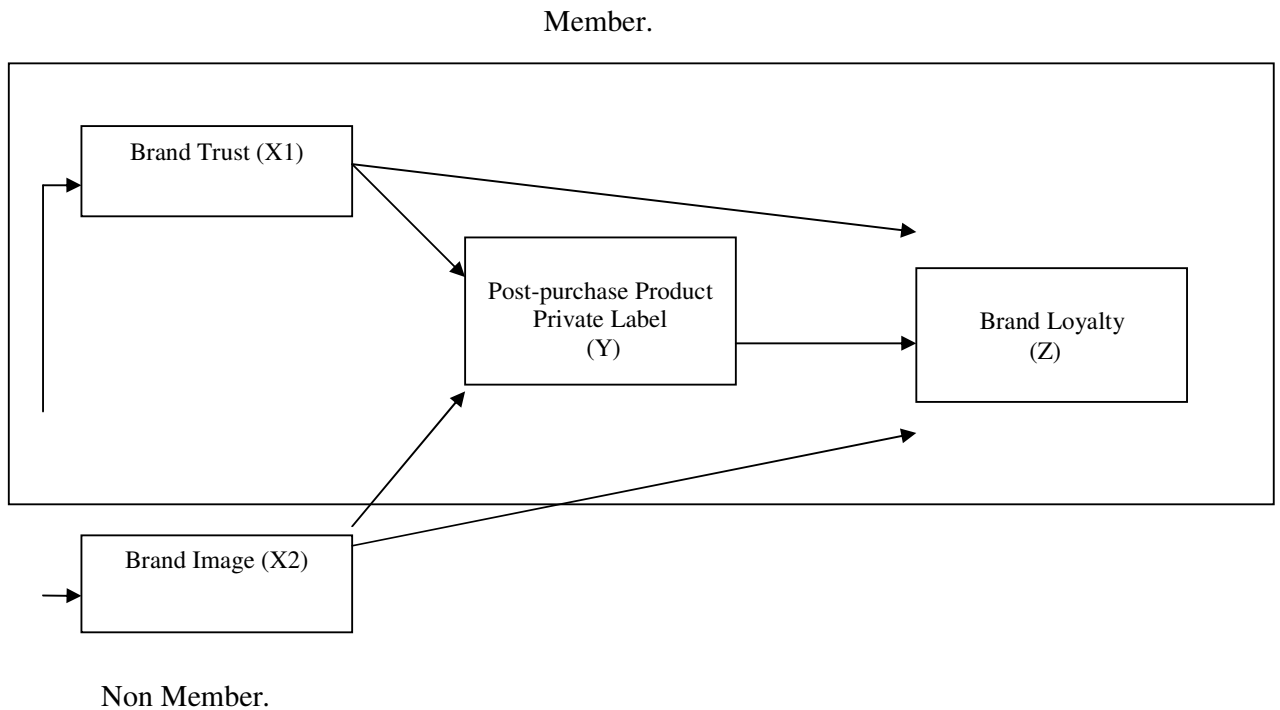 Member.
Brand Trust (X1)
Post-purchase Product
Private Label
(Y)
Brand Loyalty
(Z)
Brand Image (X2)
Non Member.